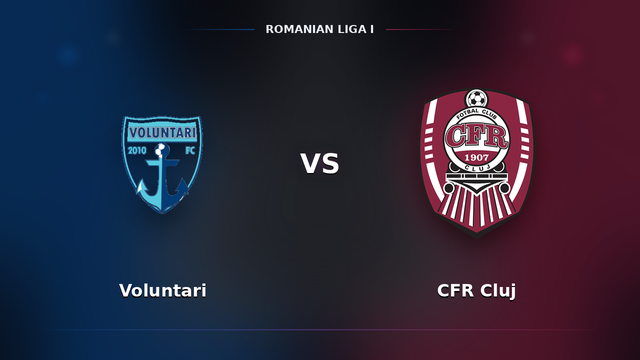 ROMANIAN LIGA I
VOLUNTARI
2010 FC
FOTBAL CLUB
CFR
1907
CLUJ
VS
Voluntari
CFR Cluj